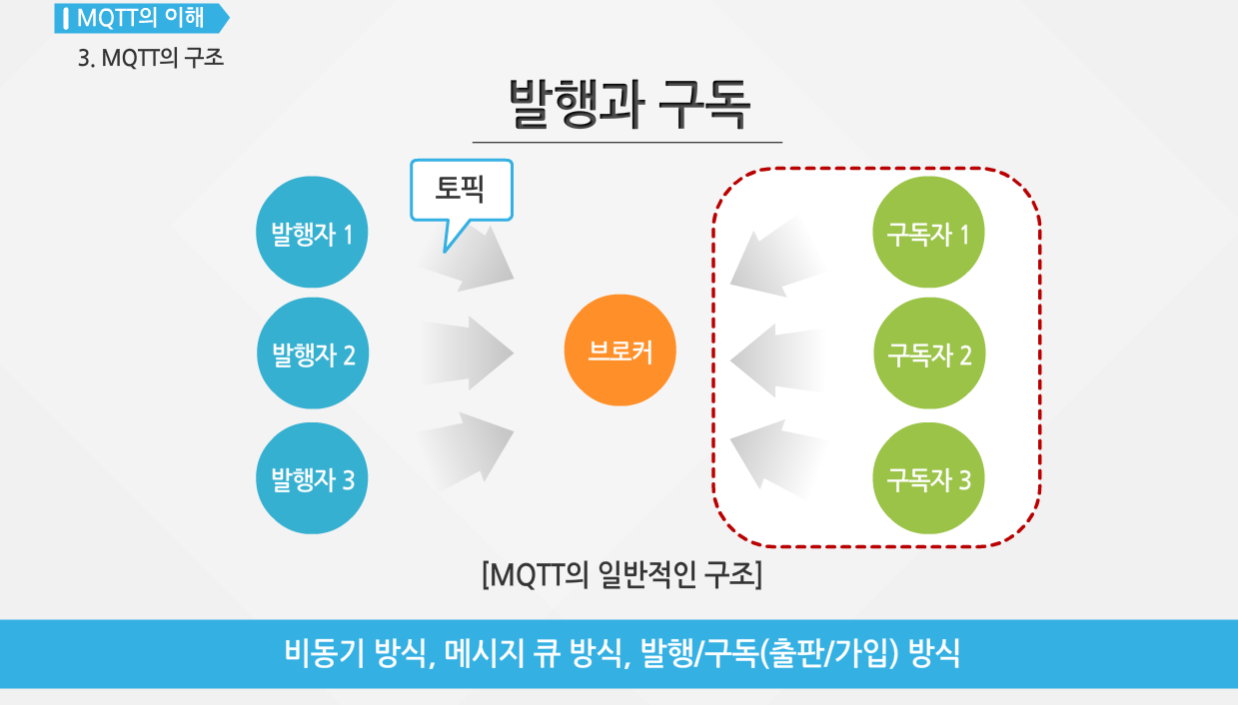 MQTT의 이해
3. MQTT의 구조
발행과 구독
토픽
발행자 1
구독자 1
발행자 2
브로커
구독자 2
발행자 3
구독자 3
[MQTT의 일반적인 구조]
비동기 방식, 메시지 큐 방식, 발행/구독(출판/가입) 방식